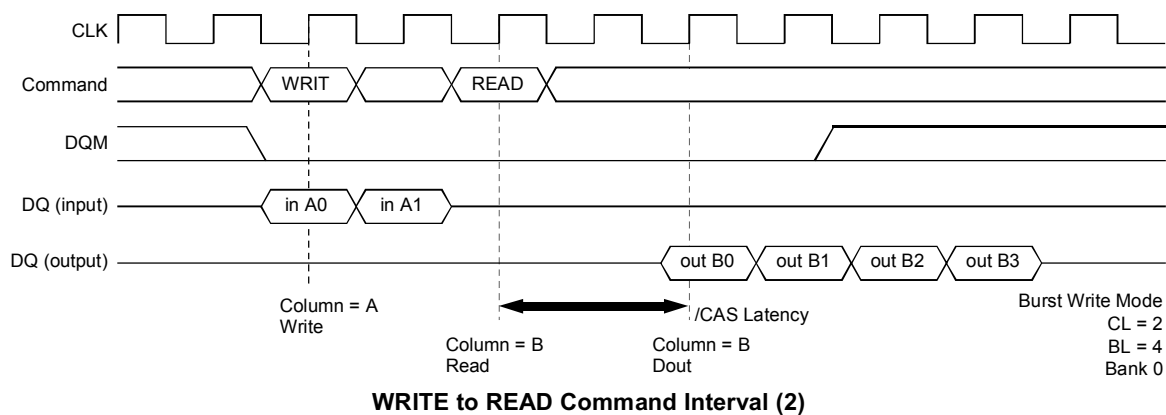 CLK
Command
WRIT
READ
DQM
DQ (input)
in A0
in A1
DQ (output)
out B0
out B1
out B2
out B3
Column = A
Write
/CAS Latency
Column = B
Read
Column = B
Dout
Burst Write Mode
CL = 2
BL = 4
Bank 0
WRITE to READ Command Interval (2)